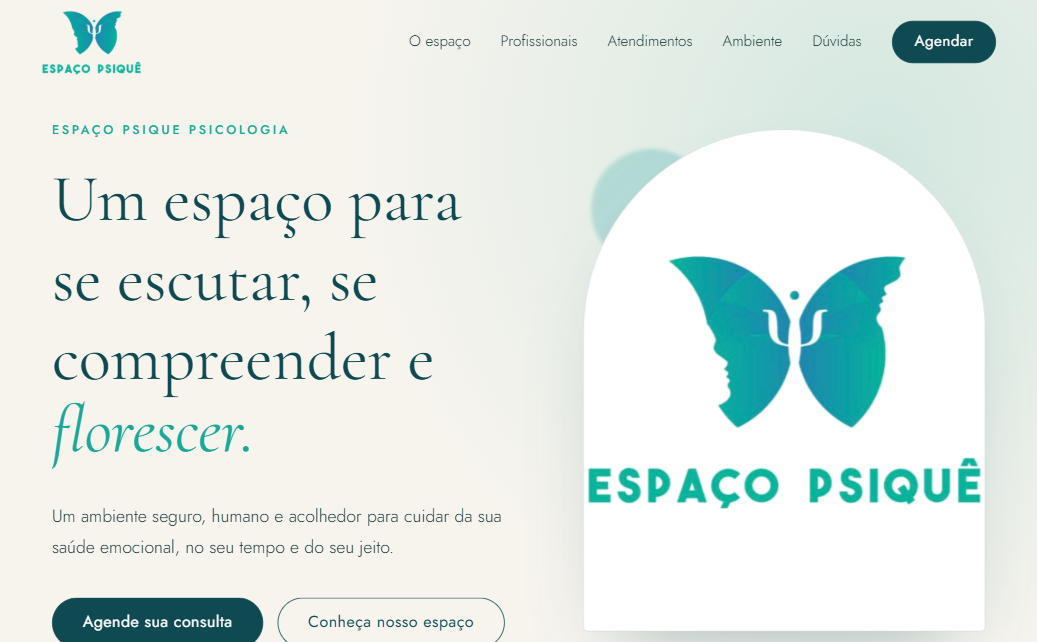 ESPAÇO PSIQUÊ
O espaço
Profissionais
Atendimentos
Ambiente
Dúvidas
Agendar
ESPAÇO PSIQUE PSICOLOGIA
Um espaço para
se escutar, se
compreender e
florescer.
Um ambiente seguro, humano e acolhedor para cuidar da sua
saúde emocional, no seu tempo e do seu jeito.
Agende sua consulta
Conheça nosso espaço
ESPAÇO PSIQUÊ